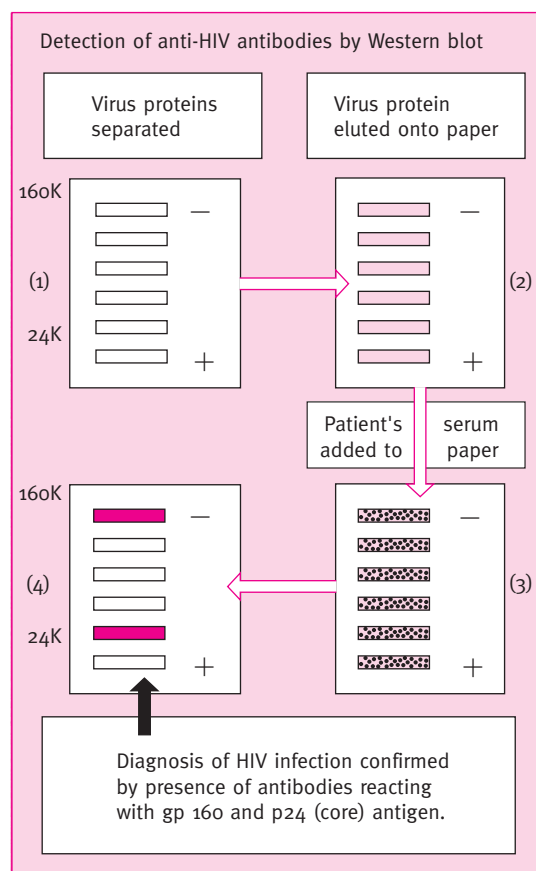 Detection of anti-HIV antibodies by Western blot
Virus proteins
separated
Virus protein
eluted onto paper
160K
(1)
24K
−
+
−
(2)
+
Patient's serum
added to paper
160K
(4)
24K
−
+
−
(3)
+
Diagnosis of HIV infection confirmed
by presence of antibodies reacting
with gp 160 and p24 (core) antigen.